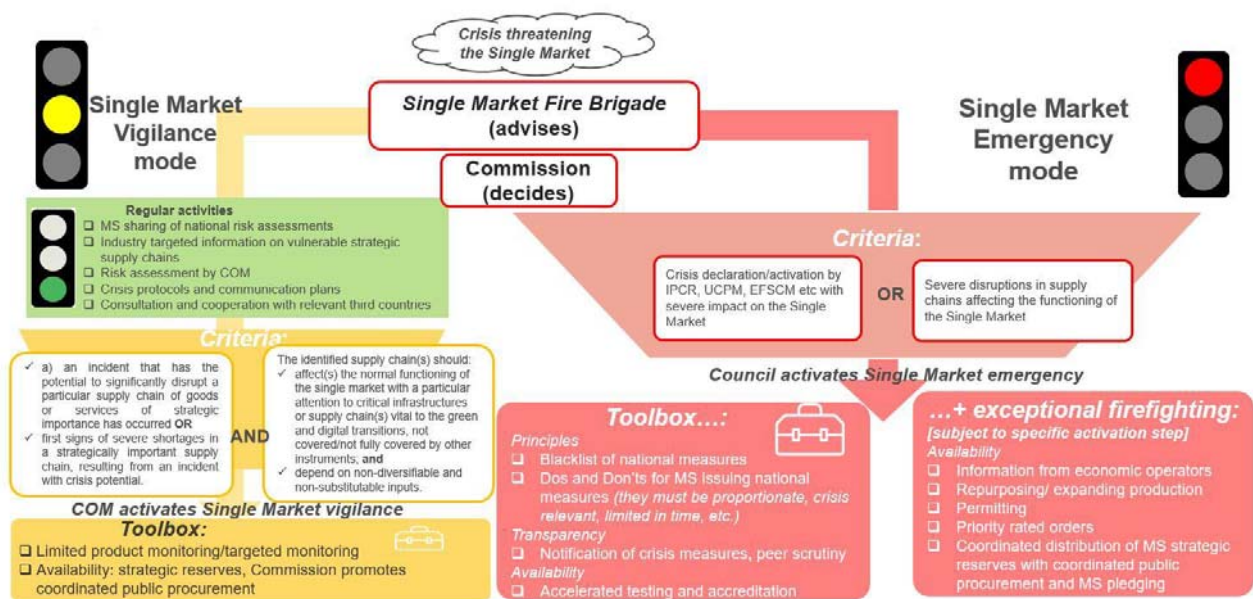 Crisis threatening
the Single Market
Single Market
Vigilance
mode
Single Market Fire Brigade
(advises)
Commission
(decides)
Single Market
Emergency
mode
Regular activities
MS sharing of national risk assessments
Industry targeted information on vulnerable strategic
supply chains
Risk assessment by COM
Crisis protocols and communication plans
Consultation and cooperation with relevant third countries
Criteria:
a) an incident that has the
potential to significantly disrupt a
particular supply chain of goods
or services of strategic
importance has occurred OR
first signs of severe shortages in
a strategically important supply
chain, resulting from an incident
with crisis potential.
AND
The identified supply chain(s) should:
affect(s) the normal functioning of
the single market with a particular
attention to critical infrastructures
or supply chain(s) vital to the green
and digital transitions, not
covered/not fully covered by other
instruments; and
depend on non-diversifiable and
non-substitutable inputs.
COM activates Single Market vigilance
Toolbox:
Limited product monitoring/targeted monitoring
Availability: strategic reserves, Commission promotes
coordinated public procurement
Criteria:
Crisis declaration/activation by
IPCR, UCPM, EFSCM etc with
severe impact on the Single
Market
OR
Severe disruptions in supply
chains affecting the functioning of
the Single Market
Council activates Single Market emergency
Toolbox...:
Principles
Blacklist of national measures
Dos and Don'ts for MS issuing national
measures (they must be proportionate, crisis
relevant, limited in time, etc.)
Transparency
Notification of crisis measures, peer scrutiny
Availability
Accelerated testing and accreditation
...+ exceptional firefighting:
[subject to specific activation step]
Availability
Information from economic operators
Repurposing/ expanding production
Permitting
Priority rated orders
Coordinated distribution of MS strategic
reserves with coordinated public
procurement and MS pledging